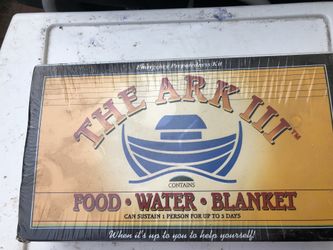 Emergency Preparedness Kit
THE ARK III™
CONTAINS
FOOD • WATER • BLANKET
CAN SUSTAIN 1 PERSON FOR UP TO 3 DAYS
When it's up to you to help yourself!